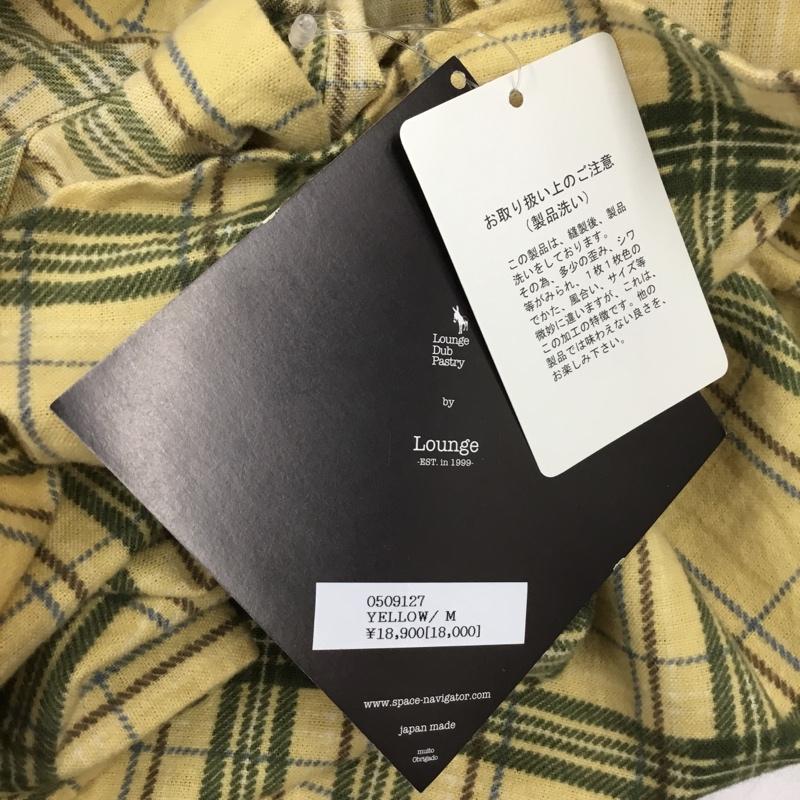 お取り扱い上のご注意
（製品洗い）
この製品は、縫製後、製品
洗いをしております。
その為、多少の歪み、シワ
等がみられ、1枚1枚色の
でかた、風合い、サイズ等
微妙に違いますが、これは、
この加工の特徴です。他の
製品では味わえない良さを、
お楽しみ下さい。
Lounge
Dub
Pastry
by
Lounge
-EST. in 1999-
0509127
YELLOW/ M
¥18,900[18,000]
www.space-navigator.com
japan made
muito
Obrigado